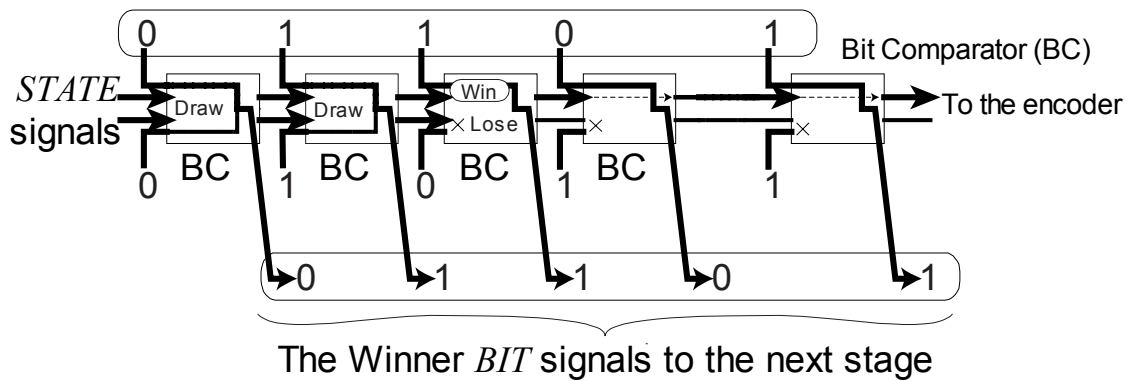 0 1 1 0 1
Bit Comparator (BC)
STATE
signals
Draw Draw Win
× Lose × ×
To the encoder
BC BC BC BC
0 1 0 1 1
0 1 1 0 1
The Winner BIT signals to the next stage